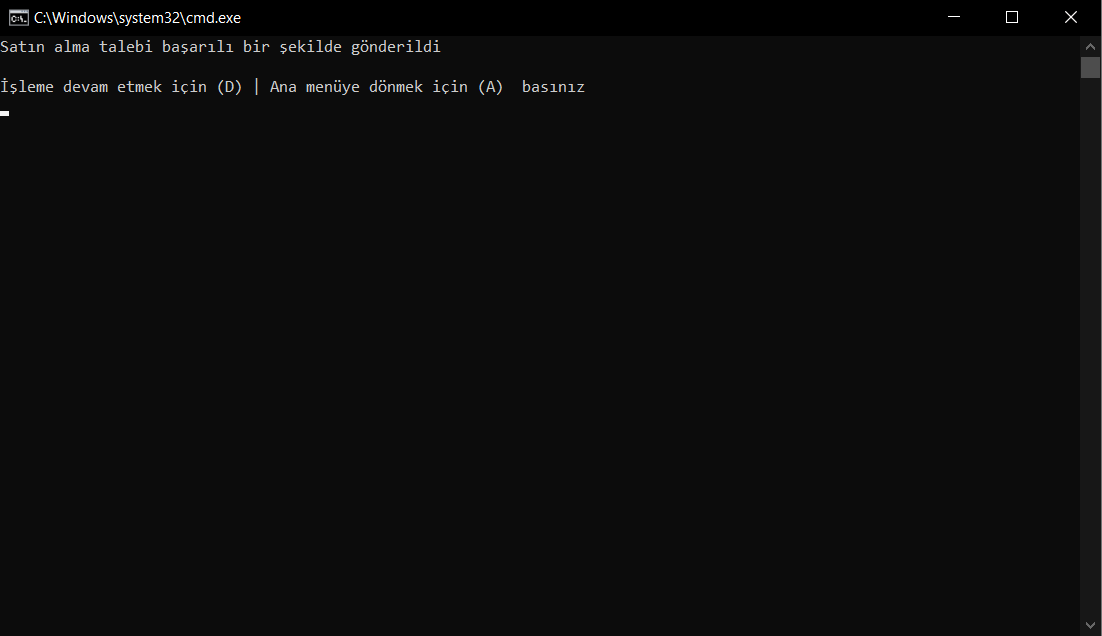 C:\Windows\system32\cmd.exe
Satın alma talebi başarılı bir şekilde gönderildi
İşleme devam etmek için (D) | Ana menüye dönmek için (A)  basınız